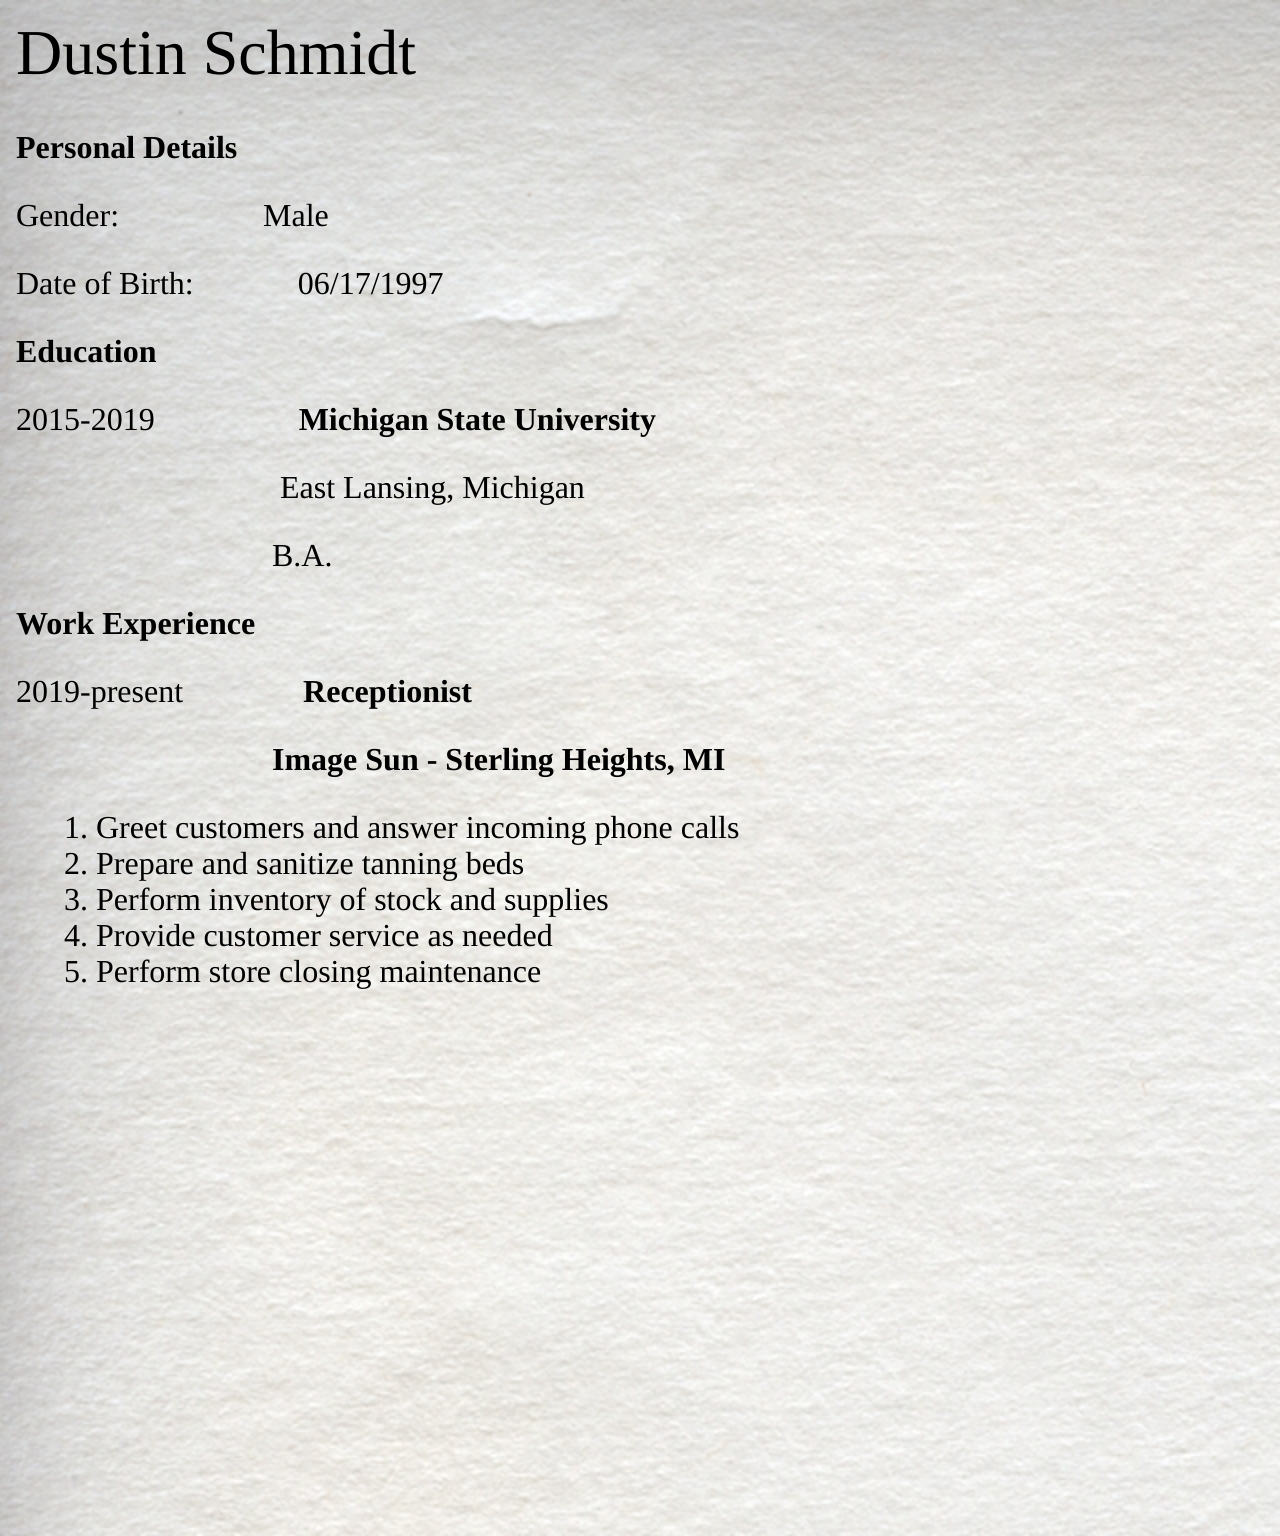 Dustin Schmidt
Personal Details
Gender: Male
Date of Birth: 06/17/1997
Education
2015-2019 Michigan State University
East Lansing, Michigan
B.A.
Work Experience
2019-present Receptionist
Image Sun - Sterling Heights, MI
1. Greet customers and answer incoming phone calls
2. Prepare and sanitize tanning beds
3. Perform inventory of stock and supplies
4. Provide customer service as needed
5. Perform store closing maintenance